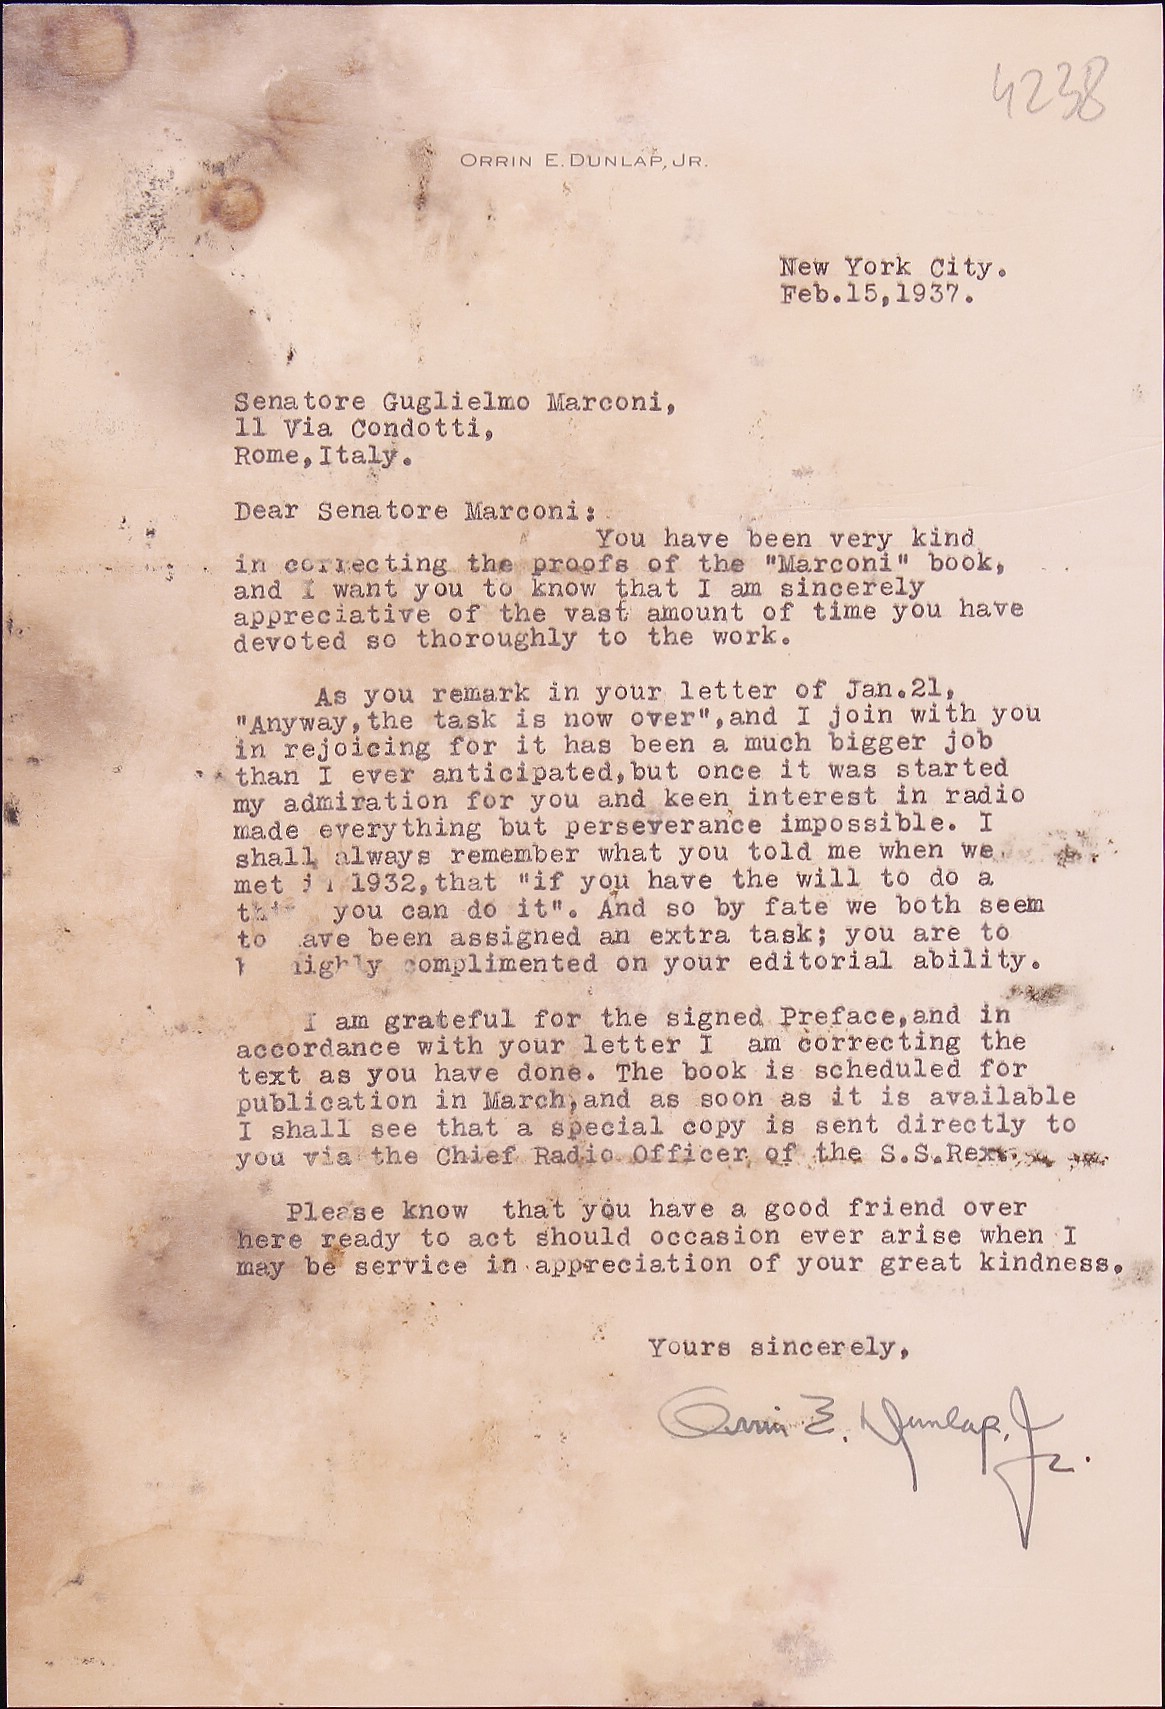 4238
ORRIN E. DUNLAP, JR.
New York City.
Feb.15,1937.
Senatore Guglielmo Marconi,
11 Via Condotti,
Rome,Italy.
Dear Senatore Marconi:
You have been very kind
in correcting the proofs of the "Marconi" book,
and I want you to know that I am sincerely
appreciative of the vast amount of time you have
devoted so thoroughly to the work.
As you remark in your letter of Jan.21,
"Anyway,the task is now over",and I join with you
in rejoicing for it has been a much bigger job
than I ever anticipated,but once it was started
my admiration for you and keen interest in radio
made everything but perseverance impossible. I
shall always remember what you told me when we
met in 1932,that "if you have the will to do a
you can do it". And so by fate we both seem
to have been assigned an extra task; you are to
highly complimented on your editorial ability.
I am grateful for the signed Preface,and in
accordance with your letter I am correcting the
text as you have done. The book is scheduled for
publication in March,and as soon as it is available
I shall see that a special copy is sent directly to
you via the Chief Radio Officer of the S.S.Rex.
Please know that you have a good friend over
here ready to act should occasion ever arise when I
may be service in appreciation of your great kindness.
Yours sincerely,
Orrin E. Dunlap, Jr.